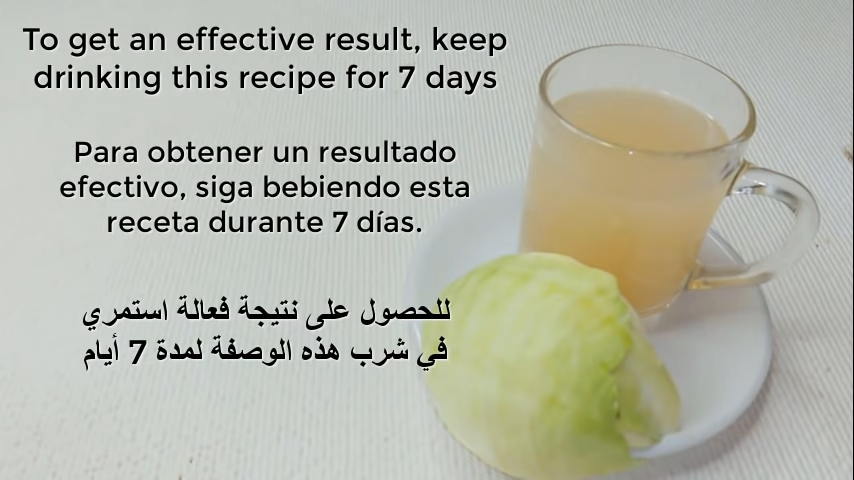 To get an effective result, keep
drinking this recipe for 7 days
Para obtener un resultado
efectivo, siga bebiendo esta
receta durante 7 días.
للحصول على نتيجة فعالة استمري
في شرب هذه الوصفة لمدة 7 أيام